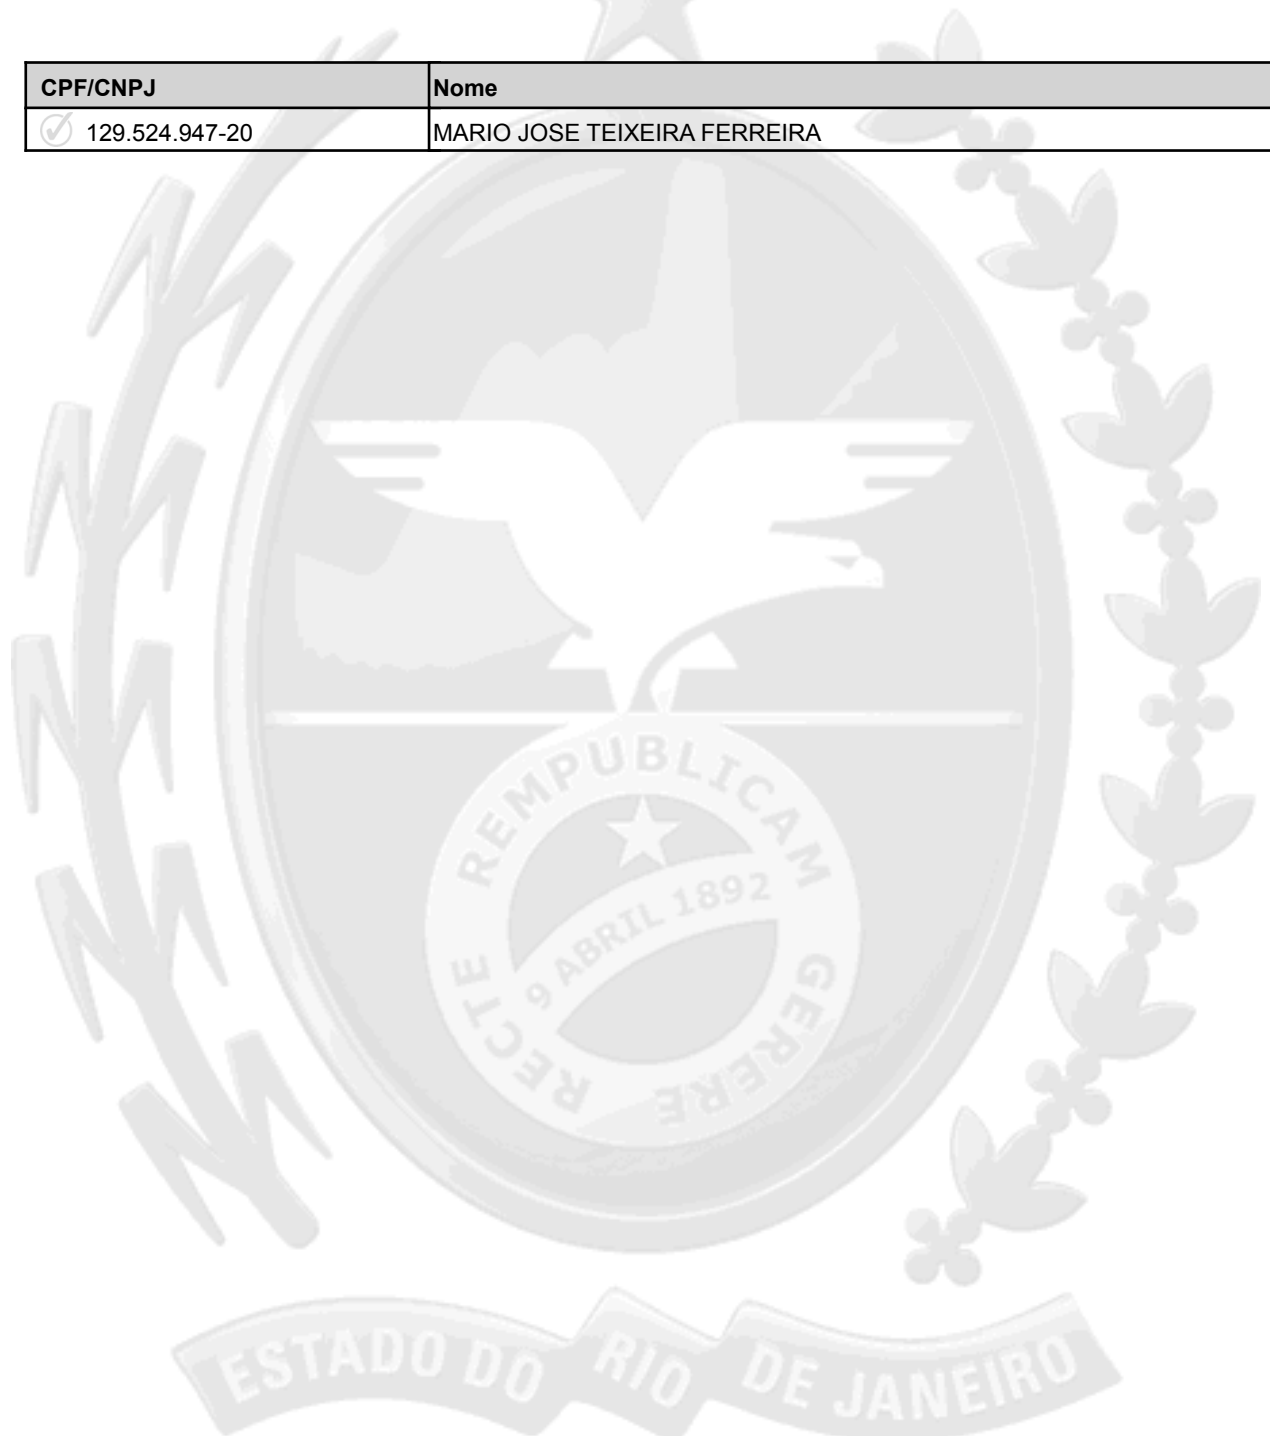 CPF/CNPJ Nome
129.524.947-20 MARIO JOSE TEIXEIRA FERREIRA
REMPUBLICAM
9 ABRIL 1892
RECTE GERERE
ESTADO DO RIO DE JANEIRO